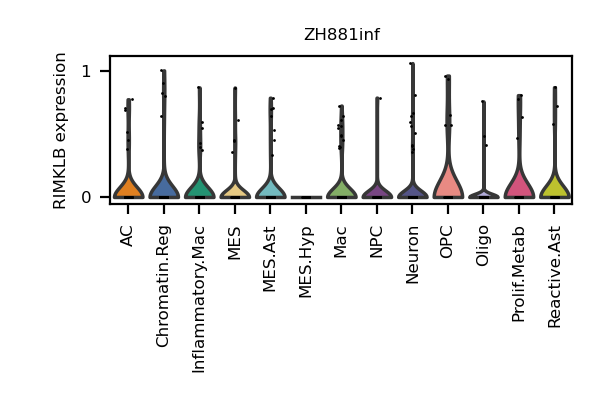 ZH881inf
RIMKLB expression
1
0
AC
Chromatin.Reg
Inflammatory.Mac
MES
MES.Ast
MES.Hyp
Mac
NPC
Neuron
OPC
Oligo
Prolif.Metab
Reactive.Ast